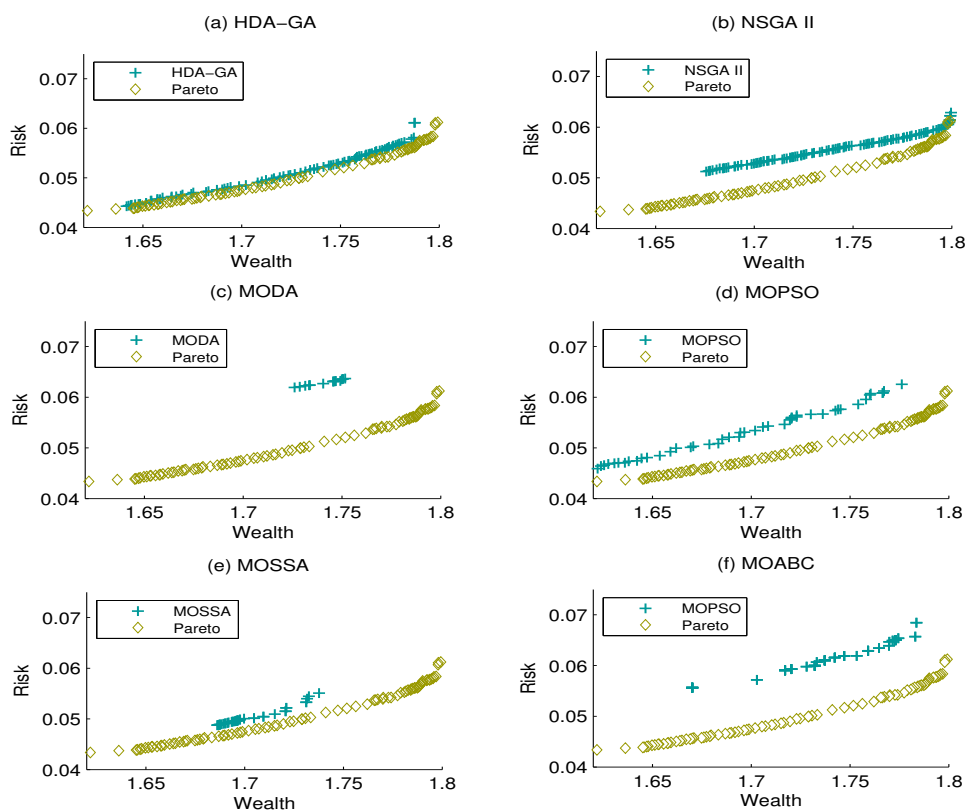 (a) HDA−GA
0.07
0.06
0.05
0.04
Risk
HDA−GA
Pareto
1.65
1.7
1.75
1.8
Wealth
(b) NSGA II
0.07
0.06
0.05
0.04
Risk
NSGA II
Pareto
1.65
1.7
1.75
1.8
Wealth
(c) MODA
0.07
0.06
0.05
0.04
Risk
MODA
Pareto
1.65
1.7
1.75
1.8
Wealth
(d) MOPSO
0.07
0.06
0.05
0.04
Risk
MOPSO
Pareto
1.65
1.7
1.75
1.8
Wealth
(e) MOSSA
0.07
0.06
0.05
0.04
Risk
MOSSA
Pareto
1.65
1.7
1.75
1.8
Wealth
(f) MOABC
0.07
0.06
0.05
0.04
Risk
MOPSO
Pareto
1.65
1.7
1.75
1.8
Wealth